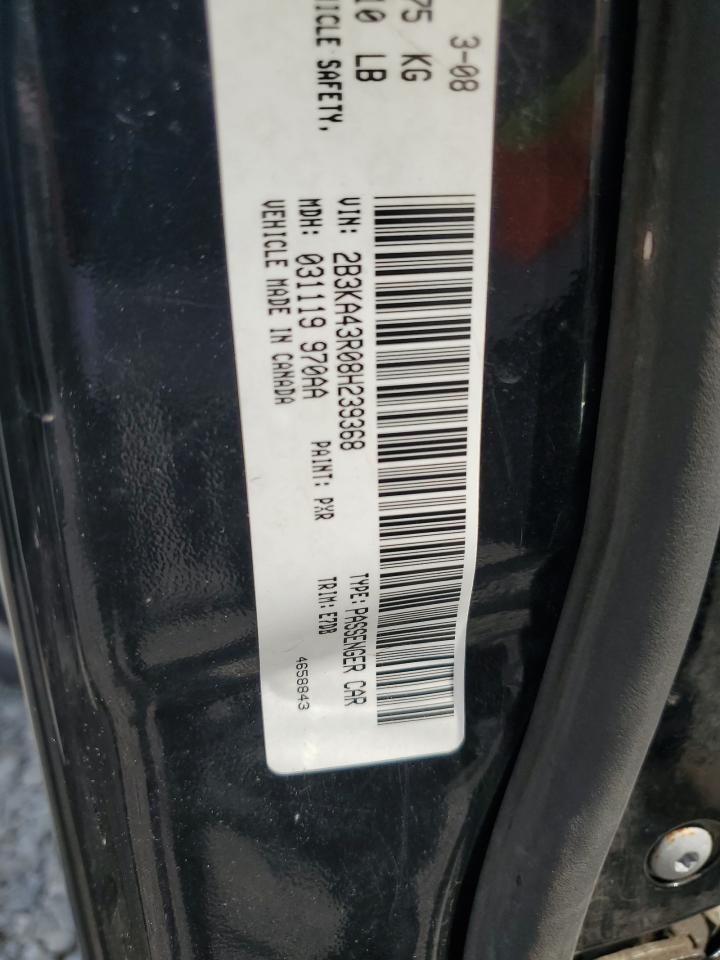 3-08
75 KG
10 LB
ICLE SAFETY,
VIN: 2B3KA43R08H239368
TYPE: PASSENGER CAR
MDH: 031119 970AA
PAINT: PXR
TRIM: E7DB
VEHICLE MADE IN CANADA
4658843